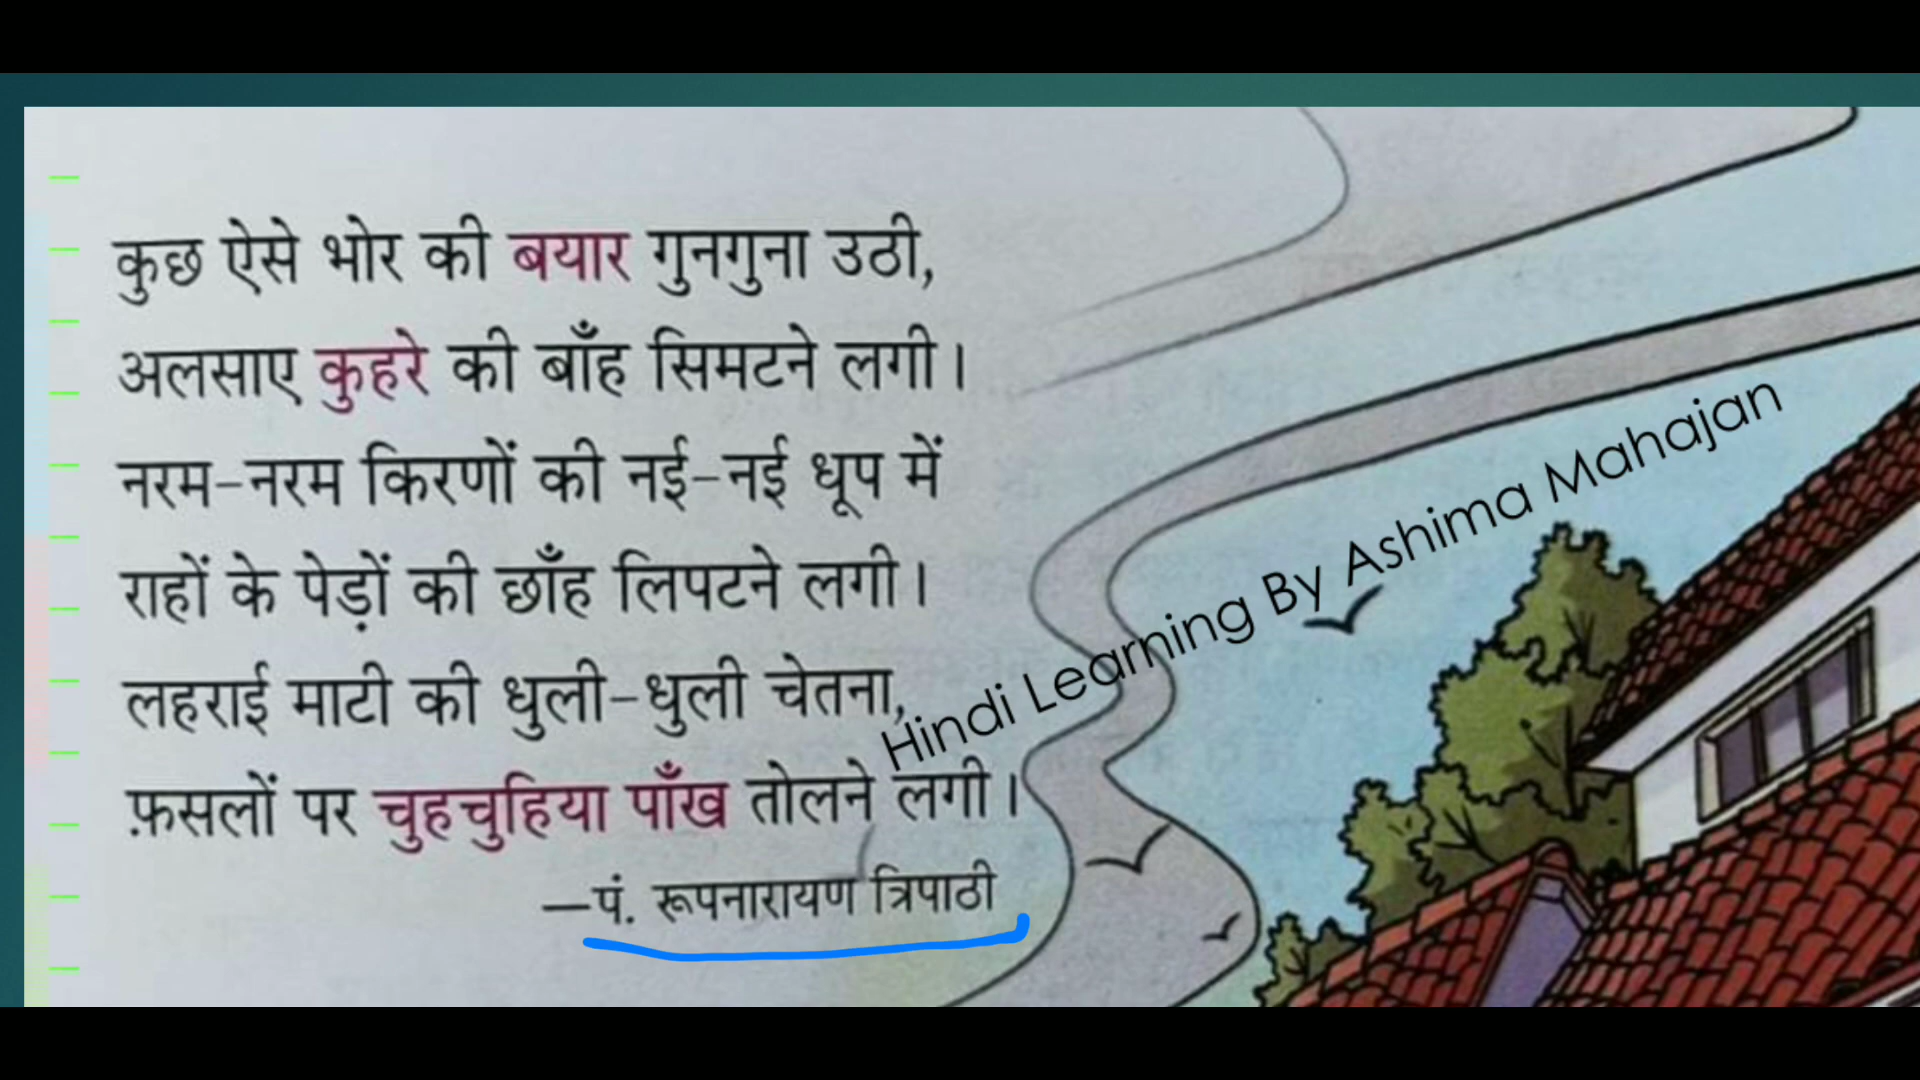 कुछ ऐसे भोर की बयार गुनगुना उठी,
अलसाए कुहरे की बाँह सिमटने लगी।
नरम-नरम किरणों की नई-नई धूप में
राहों के पेड़ों की छाँह लिपटने लगी।
लहराई माटी की धुली-धुली चेतना,
फ़सलों पर चुहचुहिया पाँख तोलने लगी।
—पं. रूपनारायण त्रिपाठी
Hindi Learning By Ashima Mahajan